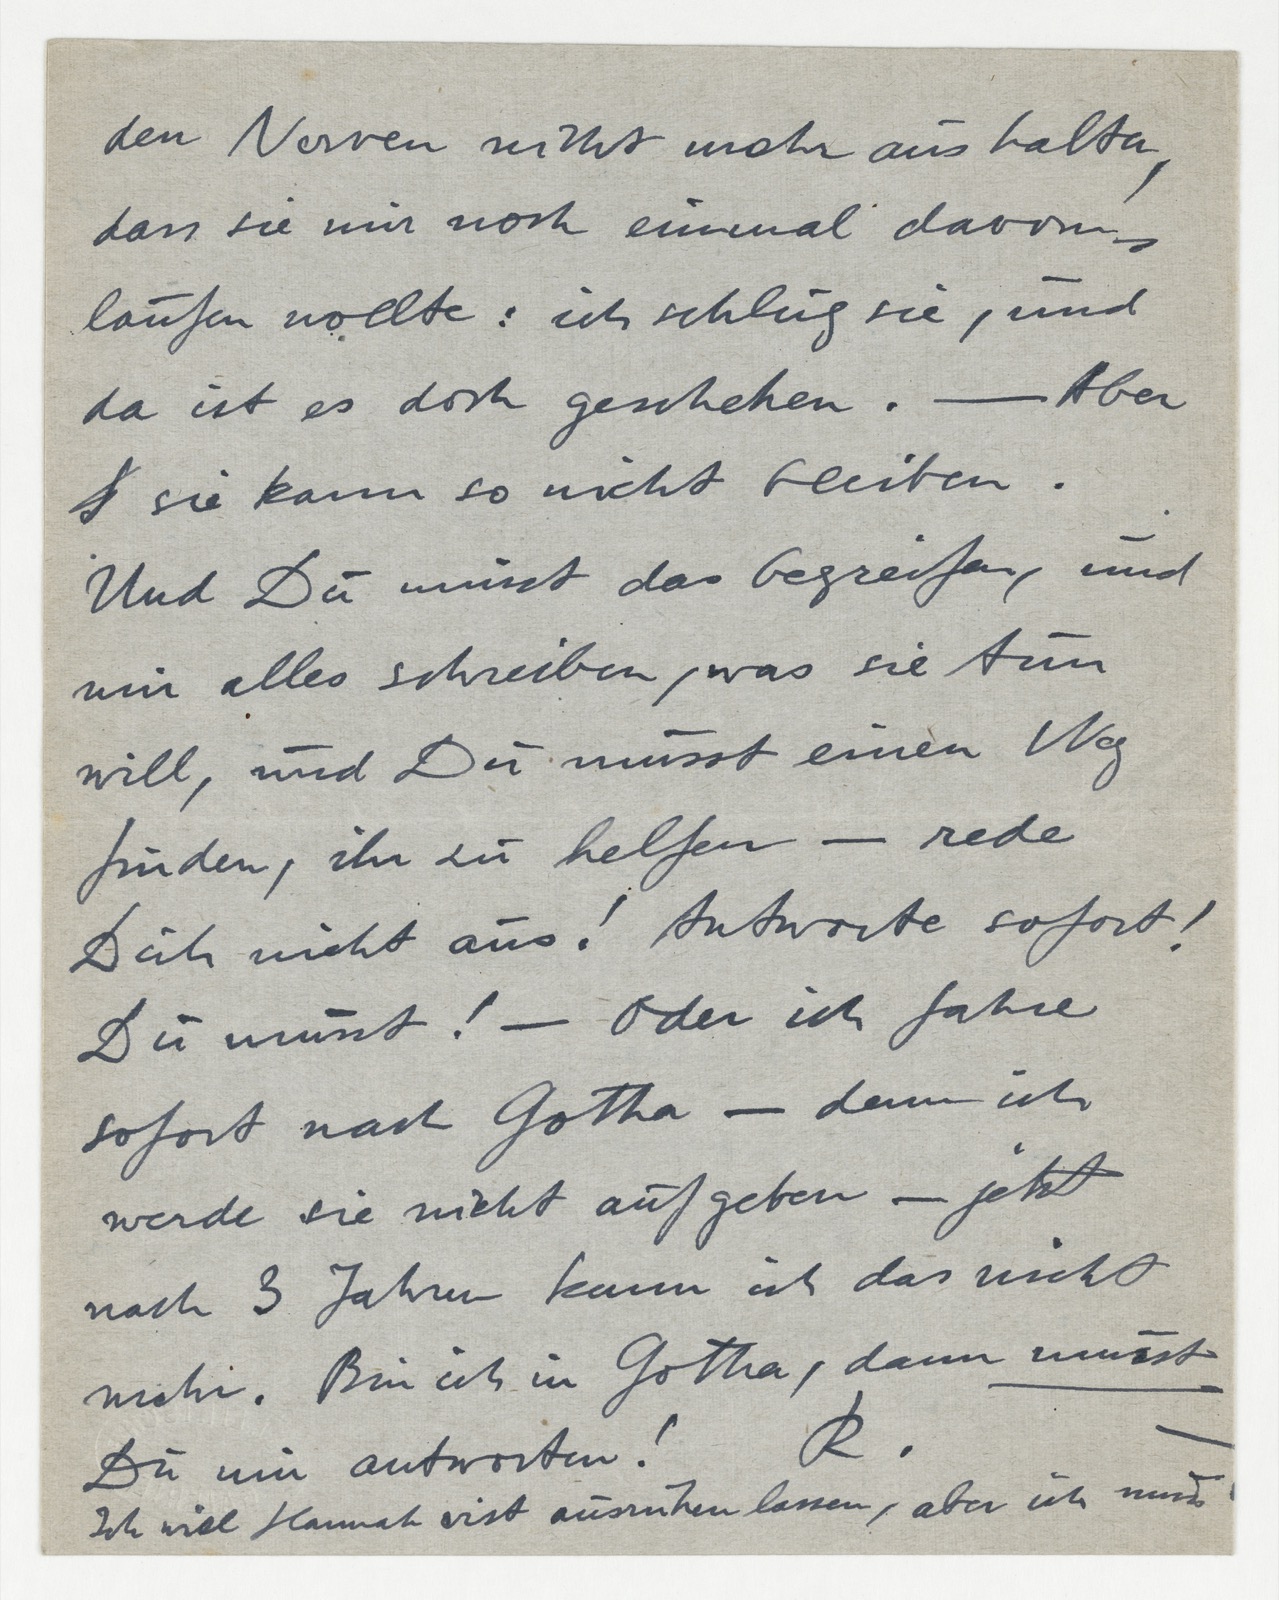 den Nerven nicht mehr aushalten,
dass sie mir noch einmal davon-
laufen wollte: ich schlug sie, und
da ist es doch geschehen. — Aber
sie kann so nicht bleiben.
Und Du musst das begreifen, und
mir alles schreiben, was sie tun
will, und Du musst einen Weg
finden, ihr zu helfen — rede
Dich nicht aus! Antworte sofort!
Du musst! — Oder ich fahre
sofort nach Gotha — denn ich
werde sie nicht aufgeben — jetzt
nach 3 Jahren kann ich das nicht
mehr. Bin ich in Gotha, dann musst
Du mir antworten! R.
Ich will Hannah erst ausruhen lassen, aber ich muss